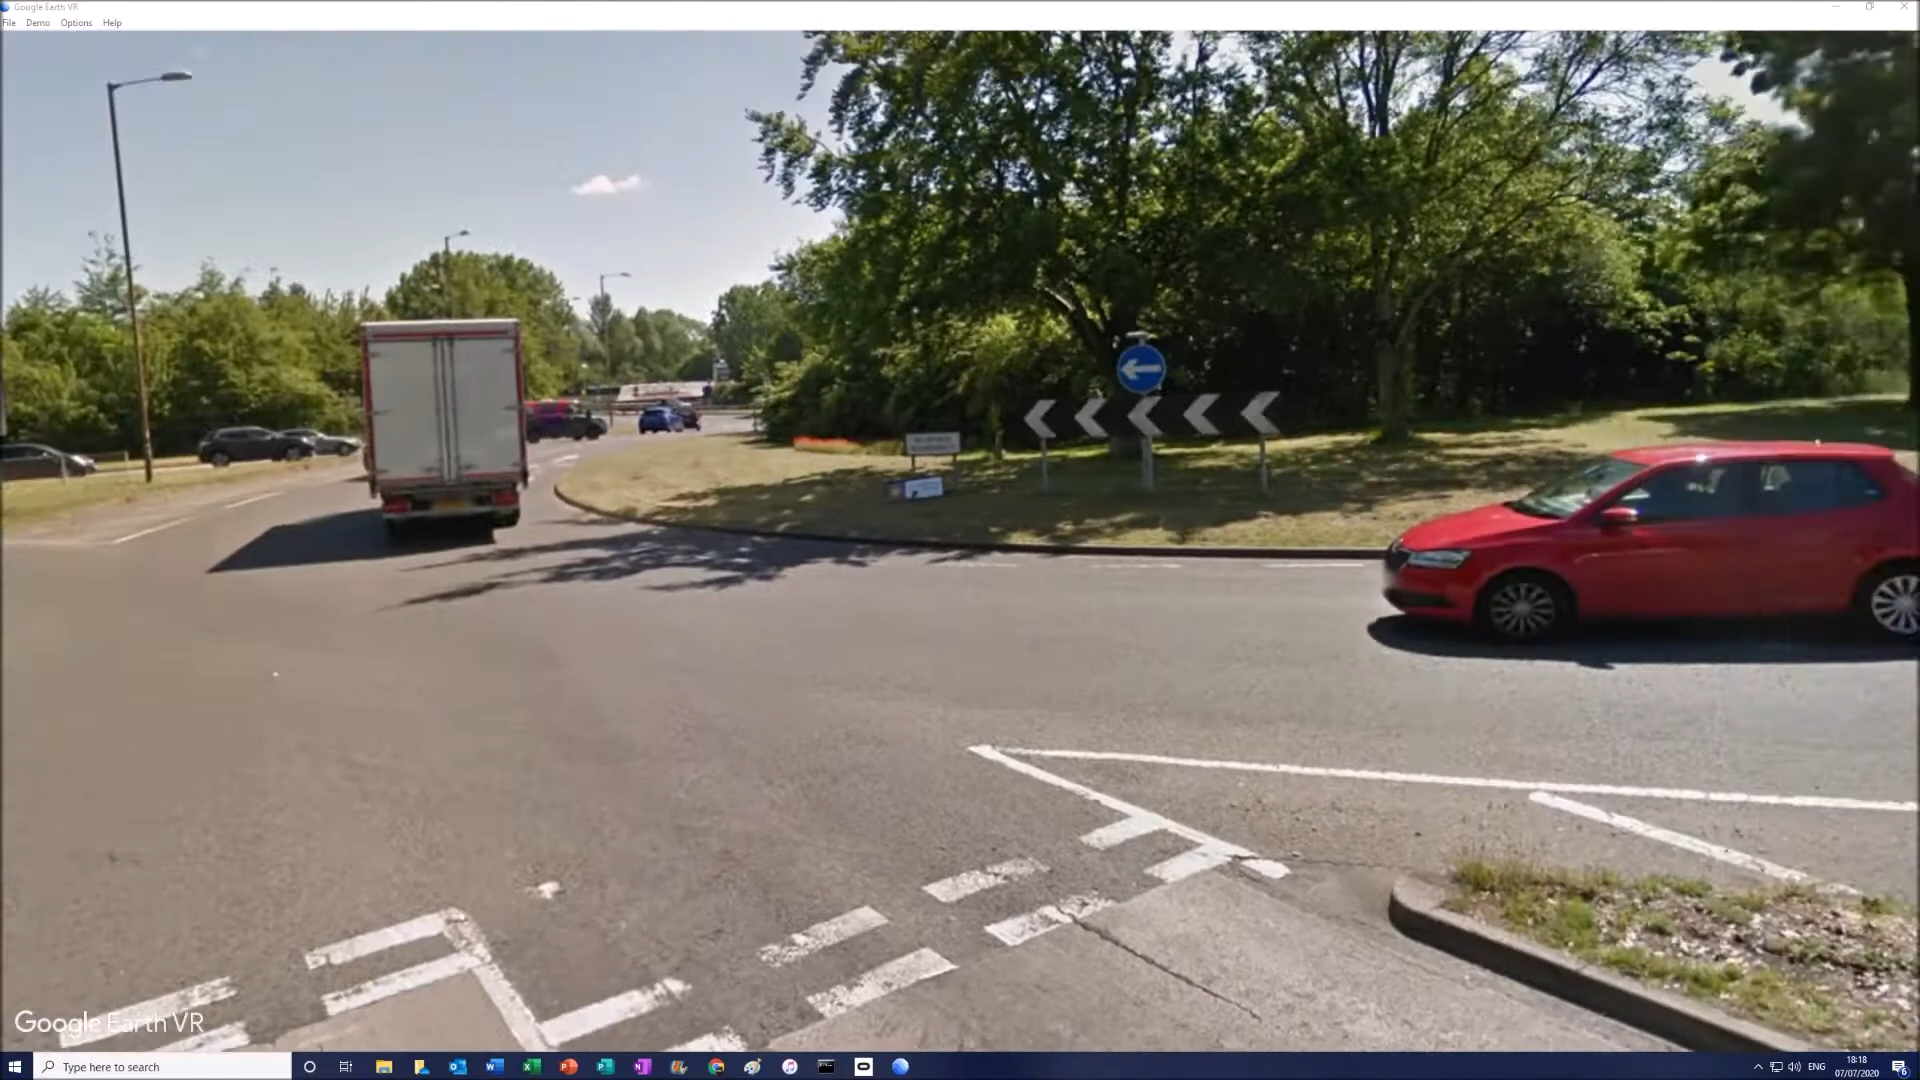 Google Earth VR
File Demo Options Help
Google Earth VR
Type here to search
ENG
18:18
07/07/2020
6